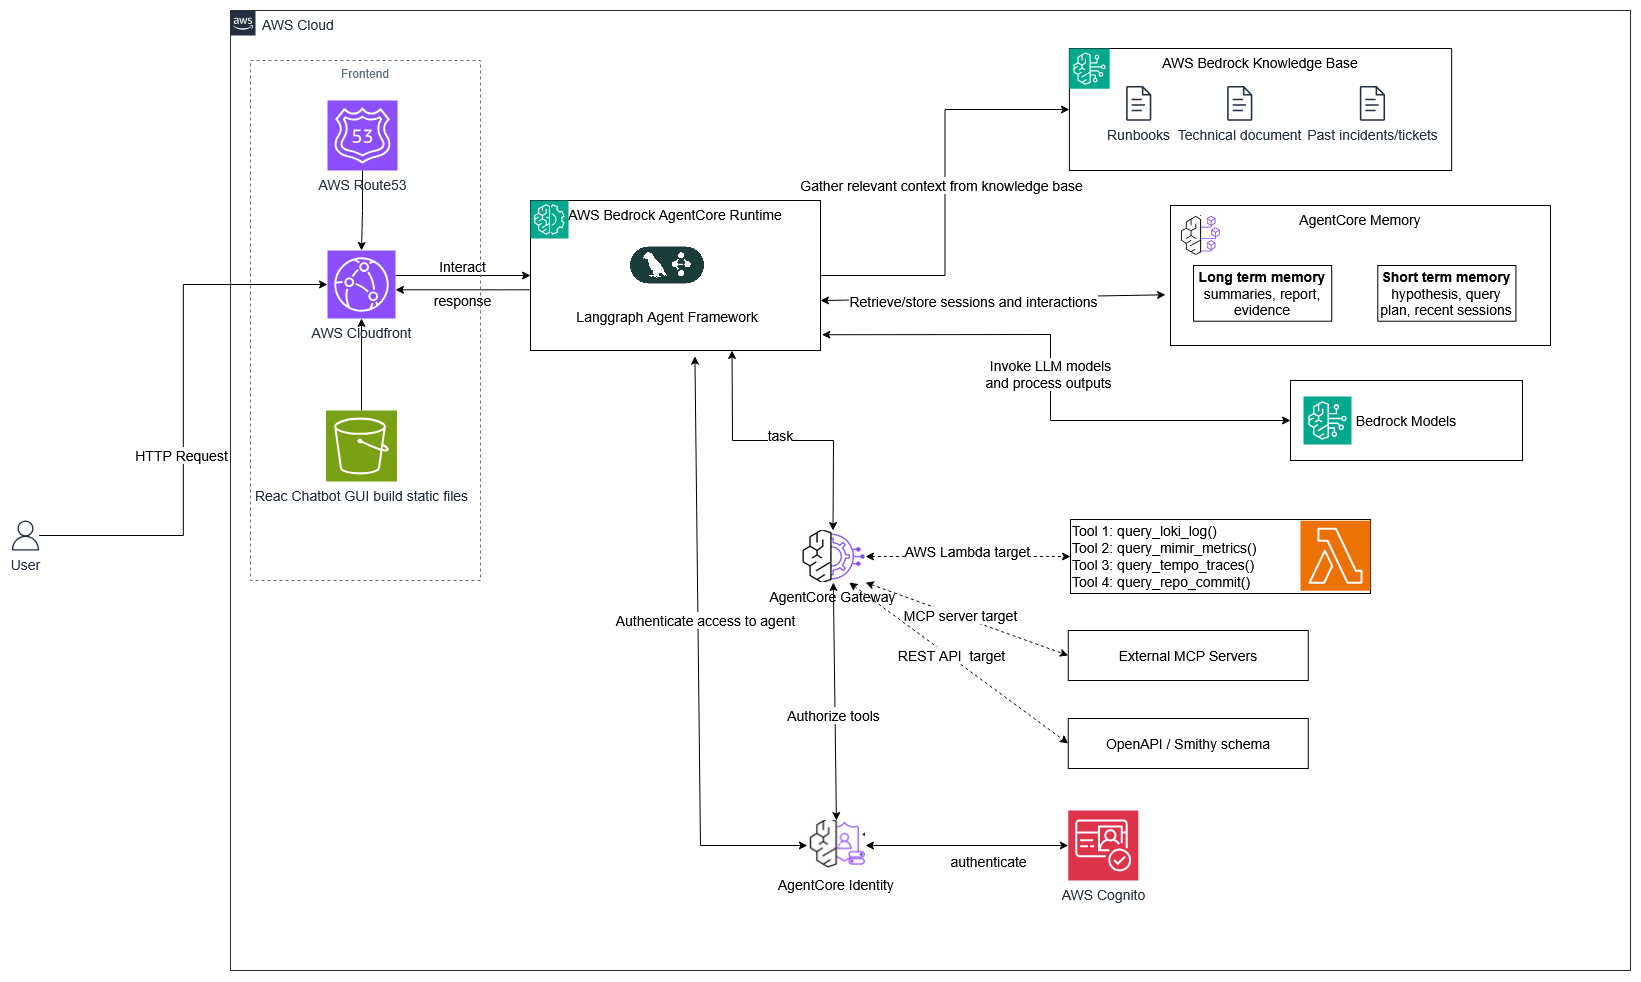 aws
AWS Cloud
Frontend
53
AWS Route53
AWS Cloudfront
Reac Chatbot GUI build static files
HTTP Request
User
Interact
response
AWS Bedrock AgentCore Runtime
Langgraph Agent Framework
Gather relevant context from knowledge base
AWS Bedrock Knowledge Base
Runbooks
Technical document
Past incidents/tickets
Retrieve/store sessions and interactions
AgentCore Memory
Long term memory
summaries, report,
evidence
Short term memory
hypothesis, query
plan, recent sessions
Invoke LLM models
and process outputs
Bedrock Models
task
AgentCore Gateway
AWS Lambda target
Tool 1: query_loki_log()
Tool 2: query_mimir_metrics()
Tool 3: query_tempo_traces()
Tool 4: query_repo_commit()
MCP server target
External MCP Servers
REST API  target
OpenAPI / Smithy schema
Authenticate access to agent
Authorize tools
AgentCore Identity
authenticate
AWS Cognito